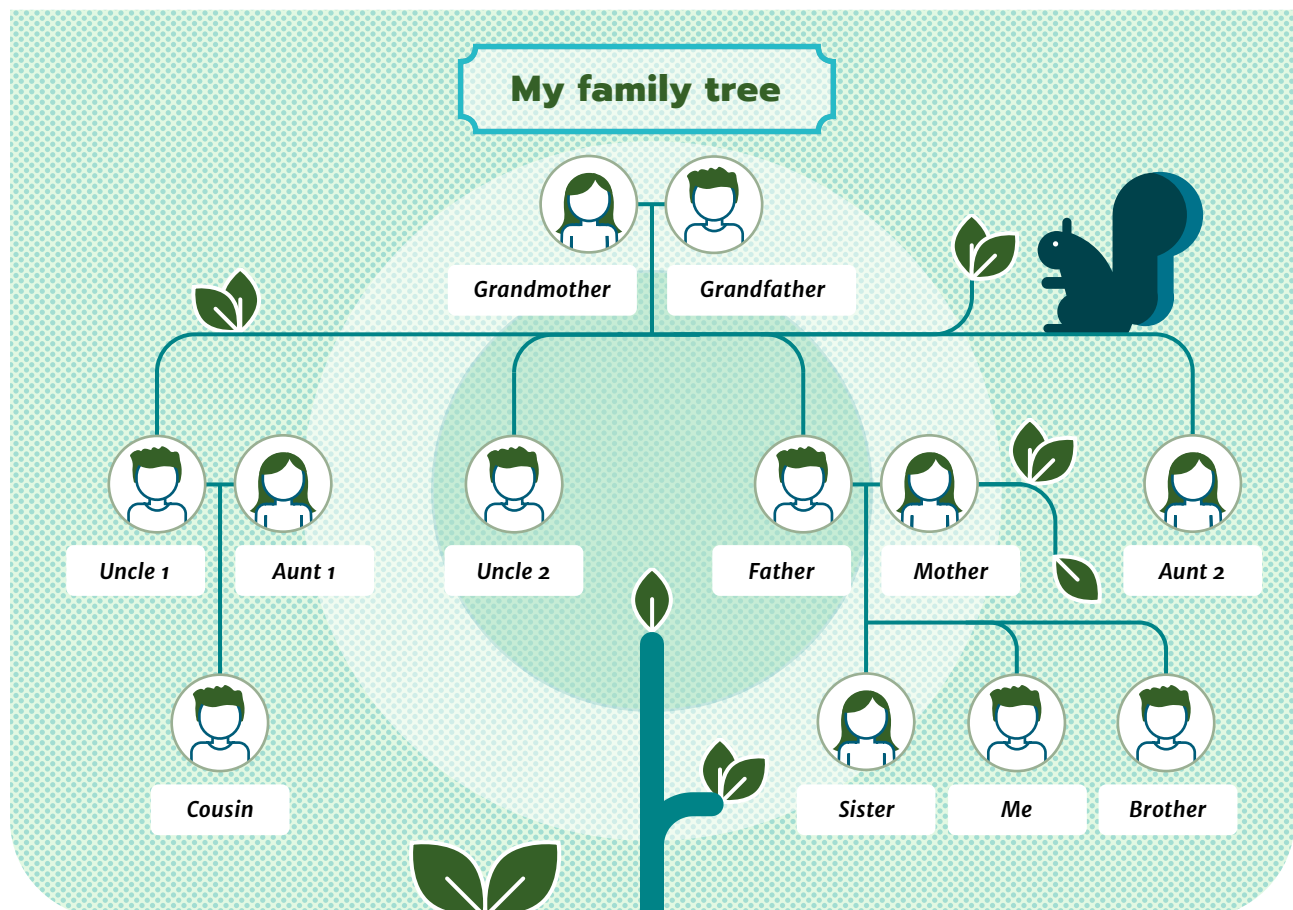 My family tree
Grandmother
Grandfather
Uncle 1
Aunt 1
Uncle 2
Father
Mother
Aunt 2
Cousin
Sister
Me
Brother